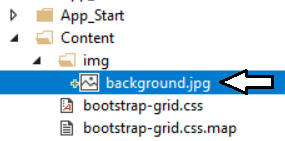 App_Start
Content
img
background.jpg
bootstrap-grid.css
bootstrap-grid.css.map